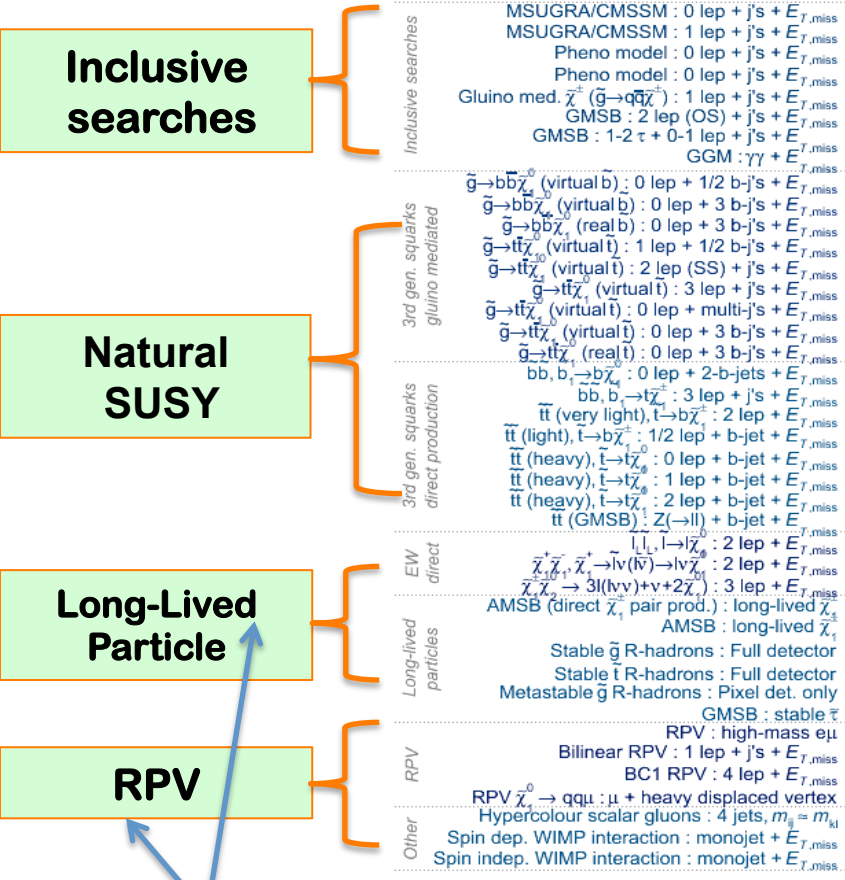 Inclusive
searches
Natural
SUSY
Long-Lived
Particle
RPV
Inclusive searches
MSUGRA/CMSSM : 0 lep + j's + E_T,miss
MSUGRA/CMSSM : 1 lep + j's + E_T,miss
Pheno model : 0 lep + j's + E_T,miss
Pheno model : 0 lep + j's + E_T,miss
Gluino med. χ̃± (g̃→qq̄χ̃±) : 1 lep + j's + E_T,miss
GMSB : 2 lep (OS) + j's + E_T,miss
GMSB : 1-2 τ + 0-1 lep + j's + E_T,miss
GGM : γγ + E_T,miss
3rd gen. squarks
gluino mediated
g̃→bb̄χ̃⁰₁ (virtual b̃) : 0 lep + 1/2 b-j's + E_T,miss
g̃→bb̄χ̃⁰₁ (virtual b̃) : 0 lep + 3 b-j's + E_T,miss
g̃→bb̄χ̃⁰₁ (real b̃) : 0 lep + 3 b-j's + E_T,miss
g̃→tt̄χ̃⁰₁ (virtual t̃) : 1 lep + 1/2 b-j's + E_T,miss
g̃→tt̄χ̃⁰₁ (virtual t̃) : 2 lep (SS) + j's + E_T,miss
g̃→tt̄χ̃⁰₁ (virtual t̃) : 3 lep + j's + E_T,miss
g̃→tt̄χ̃⁰₁ (virtual t̃) : 0 lep + multi-j's + E_T,miss
g̃→tt̄χ̃⁰₁ (virtual t̃) : 0 lep + 3 b-j's + E_T,miss
g̃→tt̄χ̃⁰₁ (real t̃) : 0 lep + 3 b-j's + E_T,miss
3rd gen. squarks
direct production
b̃b̃, b̃₁→bχ̃⁰₁ : 0 lep + 2-b-jets + E_T,miss
b̃b̃, b̃₁→tχ̃±₁ : 3 lep + j's + E_T,miss
t̃t̃ (very light), t̃→bχ̃±₁ : 2 lep + E_T,miss
t̃t̃ (light), t̃→bχ̃±₁ : 1/2 lep + b-jet + E_T,miss
t̃t̃ (heavy), t̃→tχ̃⁰₁ : 0 lep + b-jet + E_T,miss
t̃t̃ (heavy), t̃→tχ̃⁰₁ : 1 lep + b-jet + E_T,miss
t̃t̃ (heavy), t̃→tχ̃⁰₁ : 2 lep + b-jet + E_T,miss
t̃t̃ (GMSB) : Z(→ll) + b-jet + E_T,miss
EW
direct
l̃_L l̃_L, l̃→lχ̃⁰₁ : 2 lep + E_T,miss
χ̃⁺₁χ̃⁻₁, χ̃⁺₁→l̃ν(lν̃)→lνχ̃⁰₁ : 2 lep + E_T,miss
χ̃±₁χ̃⁰₂ → 3l(lνν)+ν+2χ̃⁰₁) : 3 lep + E_T,miss
Long-lived
particles
AMSB (direct χ̃±₁ pair prod.) : long-lived χ̃±₁
AMSB : long-lived χ̃±₁
Stable g̃ R-hadrons : Full detector
Stable t̃ R-hadrons : Full detector
Metastable g̃ R-hadrons : Pixel det. only
GMSB : stable τ̃
RPV
RPV : high-mass eμ
Bilinear RPV : 1 lep + j's + E_T,miss
BC1 RPV : 4 lep + E_T,miss
RPV χ̃⁰₁ → qqμ : μ + heavy displaced vertex
Other
Hypercolour scalar gluons : 4 jets, m_ij ≈ m_kl
Spin dep. WIMP interaction : monojet + E_T,miss
Spin indep. WIMP interaction : monojet + E_T,miss